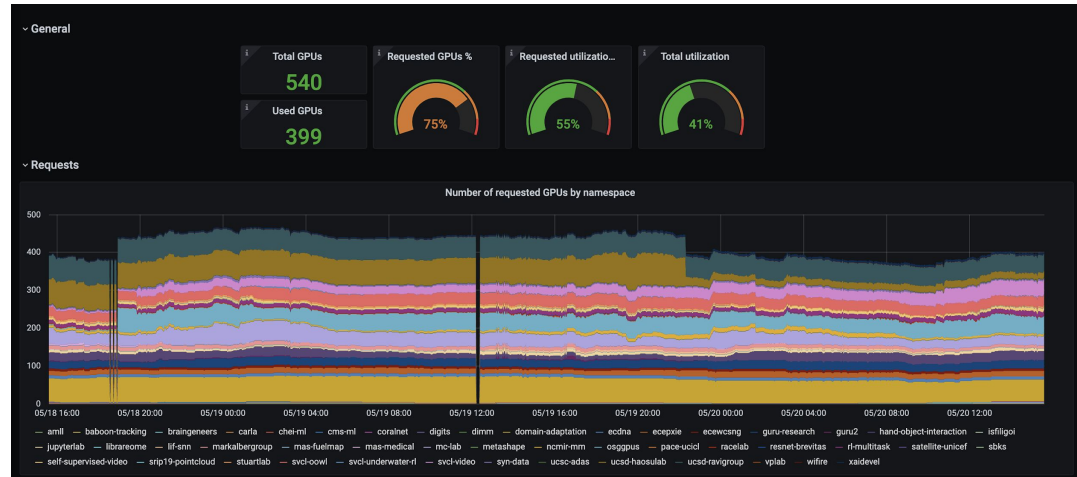 General
Total GPUs
540
Used GPUs
399
Requested GPUs %
75%
Requested utilizatio...
55%
Total utilization
41%
Requests
Number of requested GPUs by namespace
500
400
300
200
100
0
05/18 16:00 05/18 20:00 05/19 00:00 05/19 04:00 05/19 08:00 05/19 12:00 05/19 16:00 05/19 20:00 05/20 00:00 05/20 04:00 05/20 08:00 05/20 12:00
amll baboon-tracking braingeneers carla chei-ml cms-ml coralnet digits dimm domain-adaptation ecdna ecepxie ecewcsng guru-research guru2 hand-object-interaction isfiligoi
jupyterlab librareome lif-snn markalbergroup mas-fuelmap mas-medical mc-lab metashape ncmir-mm osggpus pace-ucicl racelab resnet-brevitas rl-multitask satellite-unicef sbks
self-supervised-video srip19-pointcloud stuartlab svcl-oowl svcl-underwater-rl svcl-video syn-data ucsc-adas ucsd-haosulab ucsd-ravigroup vplab wifire xaidevel